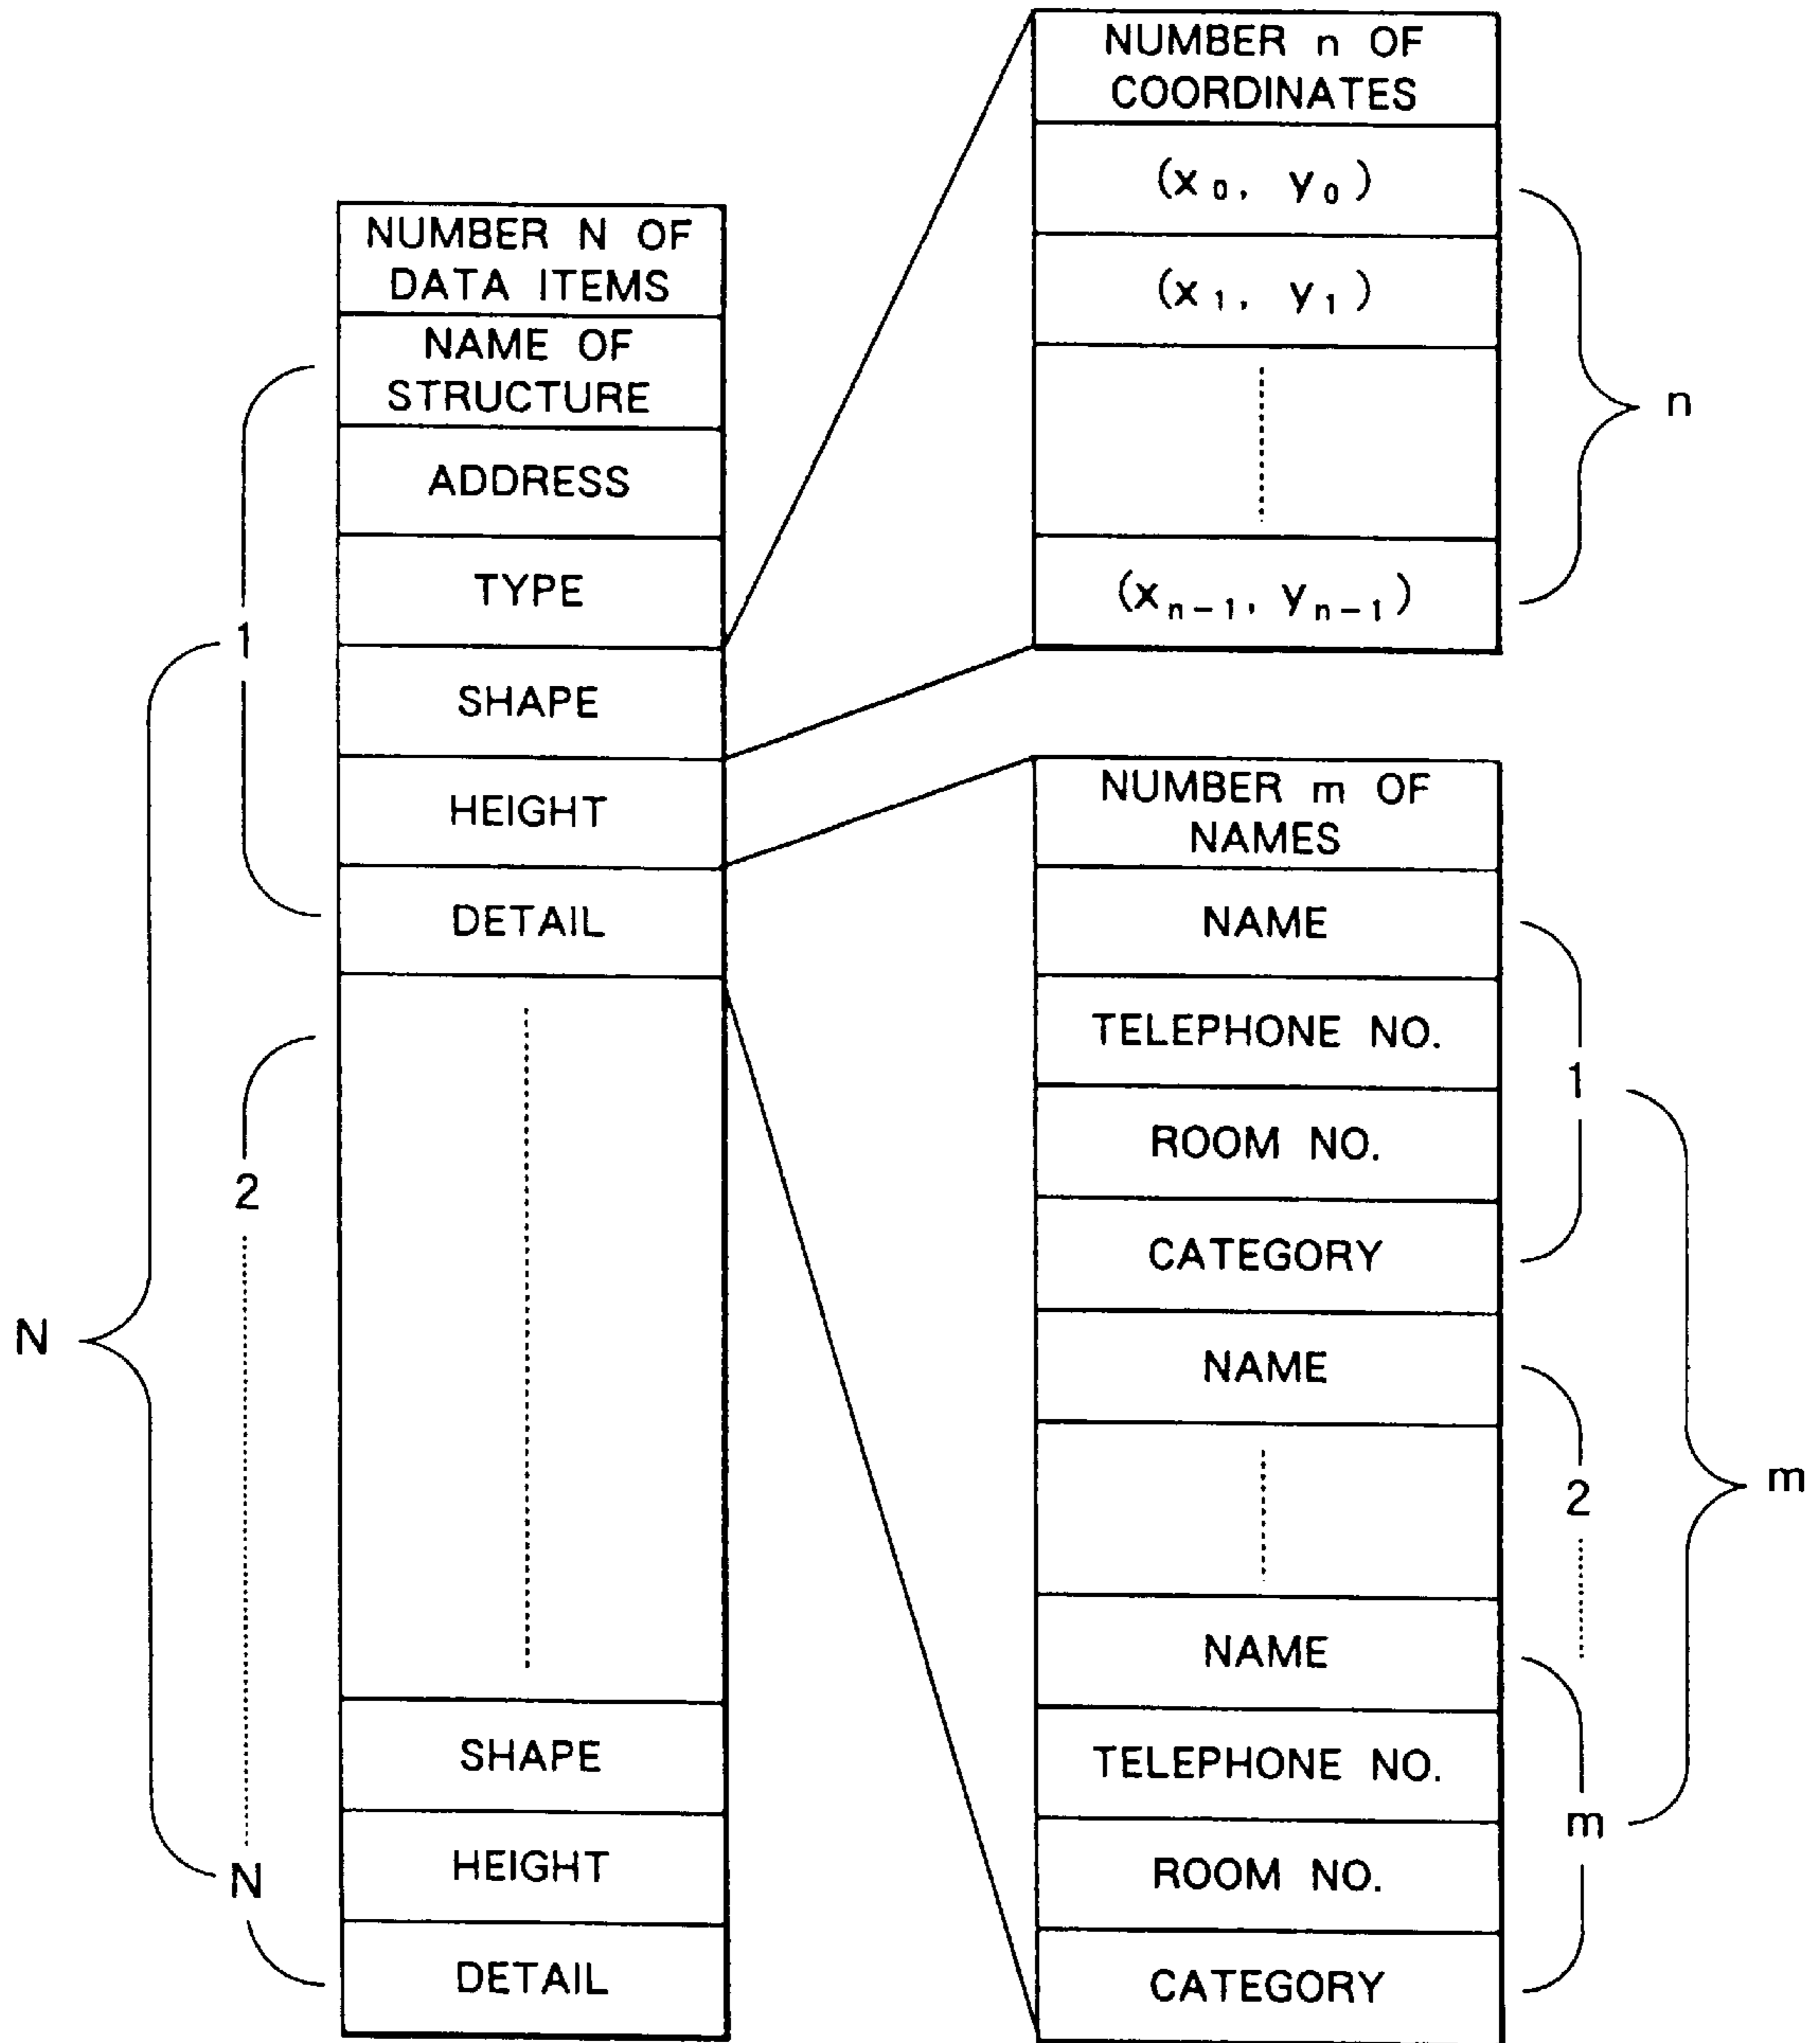 NUMBER N OF
DATA ITEMS
NAME OF
STRUCTURE
ADDRESS
TYPE
SHAPE
HEIGHT
DETAIL
SHAPE
HEIGHT
DETAIL
1
2
N
N
NUMBER n OF
COORDINATES
(x₀, y₀)
(x₁, y₁)
(xₙ₋₁, yₙ₋₁)
n
NUMBER m OF
NAMES
NAME
TELEPHONE NO.
ROOM NO.
CATEGORY
NAME
NAME
TELEPHONE NO.
ROOM NO.
CATEGORY
1
2
m
m